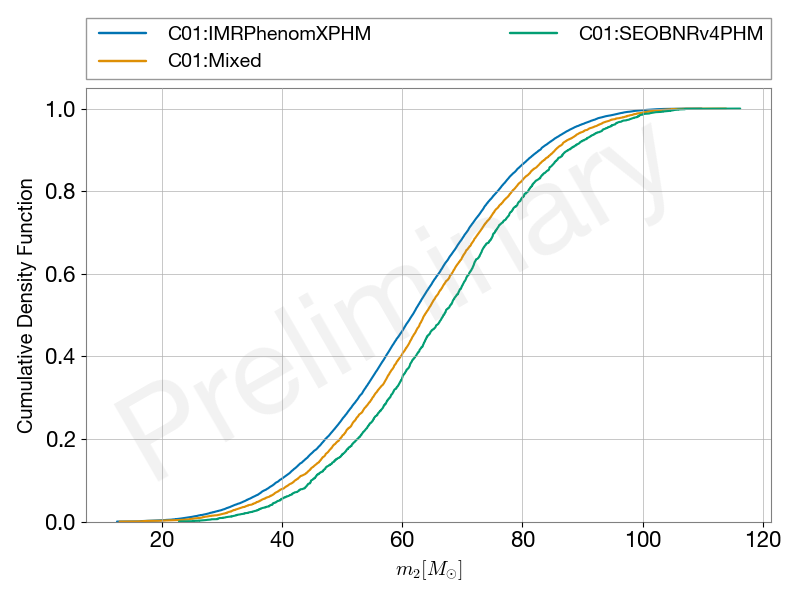 C01:IMRPhenomXPHM
C01:SEOBNRv4PHM
C01:Mixed
1.0
0.8
0.6
0.4
0.2
0.0
Cumulative Density Function
Preliminary
20 40 60 80 100 120
m₂[M☉]